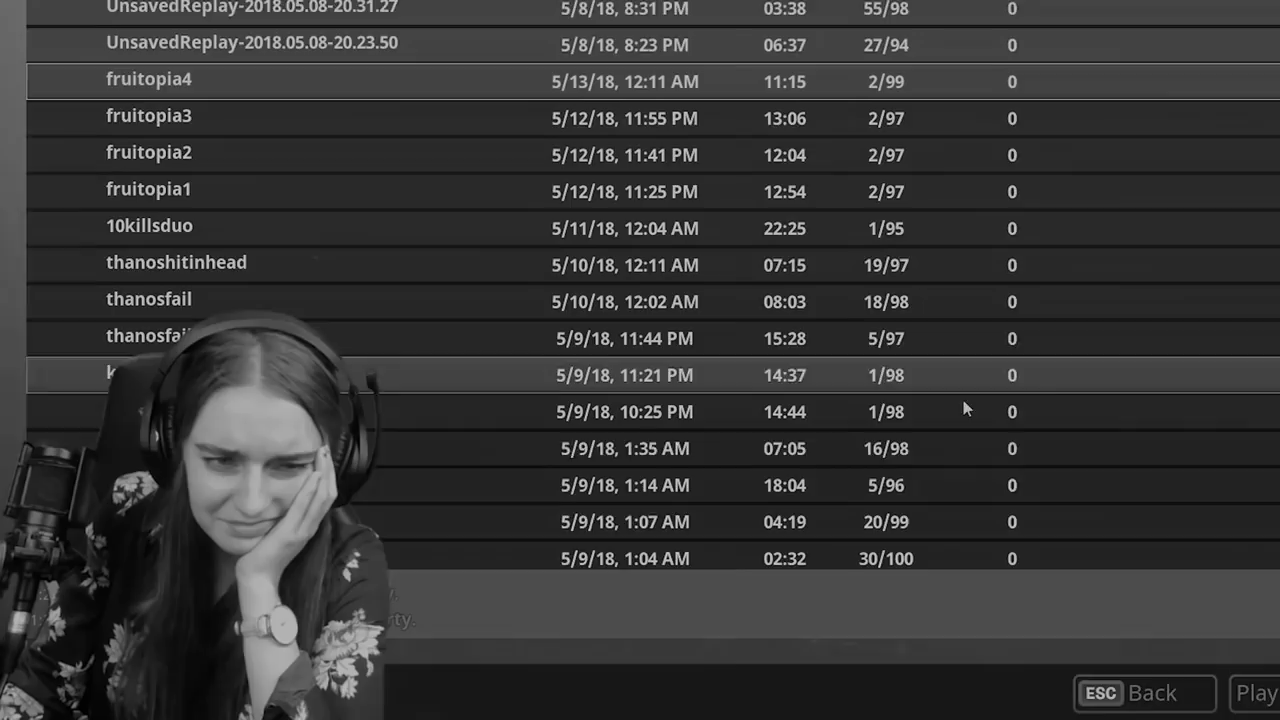 UnsavedReplay-2018.05.08-20.31.27 5/8/18, 8:31 PM 03:38 55/98 0
UnsavedReplay-2018.05.08-20.23.50 5/8/18, 8:23 PM 06:37 27/94 0
fruitopia4 5/13/18, 12:11 AM 11:15 2/99 0
fruitopia3 5/12/18, 11:55 PM 13:06 2/97 0
fruitopia2 5/12/18, 11:41 PM 12:04 2/97 0
fruitopia1 5/12/18, 11:25 PM 12:54 2/97 0
10killsduo 5/11/18, 12:04 AM 22:25 1/95 0
thanoshitinhead 5/10/18, 12:11 AM 07:15 19/97 0
thanosfail 5/10/18, 12:02 AM 08:03 18/98 0
5/9/18, 11:44 PM 15:28 5/97 0
5/9/18, 11:21 PM 14:37 1/98 0
5/9/18, 10:25 PM 14:44 1/98 0
5/9/18, 1:35 AM 07:05 16/98 0
5/9/18, 1:14 AM 18:04 5/96 0
5/9/18, 1:07 AM 04:19 20/99 0
5/9/18, 1:04 AM 02:32 30/100 0
ESC Back Play